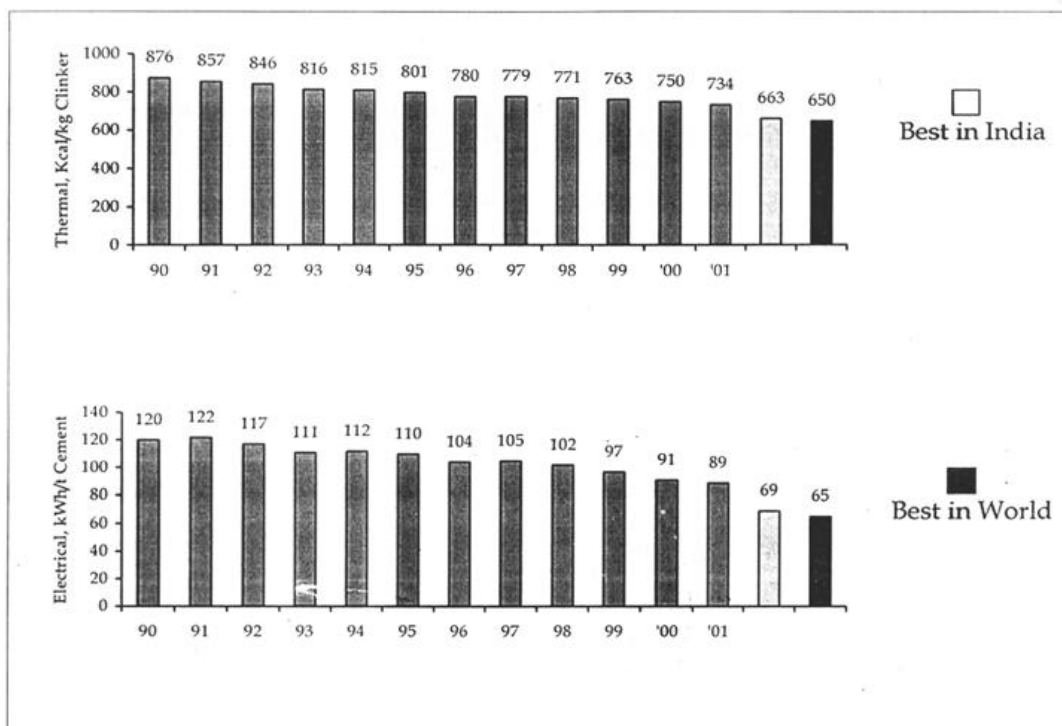 Thermal, Kcal/kg Clinker
1000
800
600
400
200
0
876 857 846 816 815 801 780 779 771 763 750 734 663 650
90 91 92 93 94 95 96 97 98 99 '00 '01
Best in India
Electrical, kWh/t Cement
140
120
100
80
60
40
20
0
120 122 117 111 112 110 104 105 102 97 91 89 69 65
90 91 92 93 94 95 96 97 98 99 '00 '01
Best in World